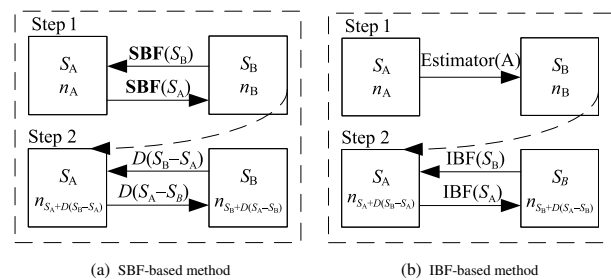 Step 1
S_A
n_A
SBF(S_B)
SBF(S_A)
S_B
n_B
Step 2
S_A
n_{S_A+D(S_B−S_A)}
D(S_B−S_A)
D(S_A−S_B)
S_B
n_{S_B+D(S_A−S_B)}
(a) SBF-based method
Step 1
S_A
n_A
Estimator(A)
S_B
n_B
Step 2
S_A
n_{S_A+D(S_B−S_A)}
IBF(S_B)
IBF(S_A)
S_B
n_{S_B+D(S_A−S_B)}
(b) IBF-based method